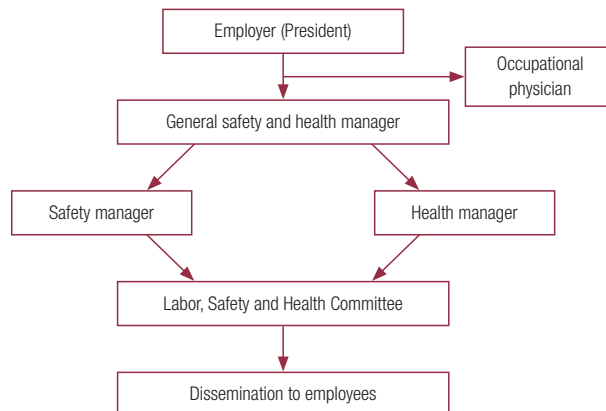 Employer (President)
Occupational
physician
General safety and health manager
Safety manager
Health manager
Labor, Safety and Health Committee
Dissemination to employees